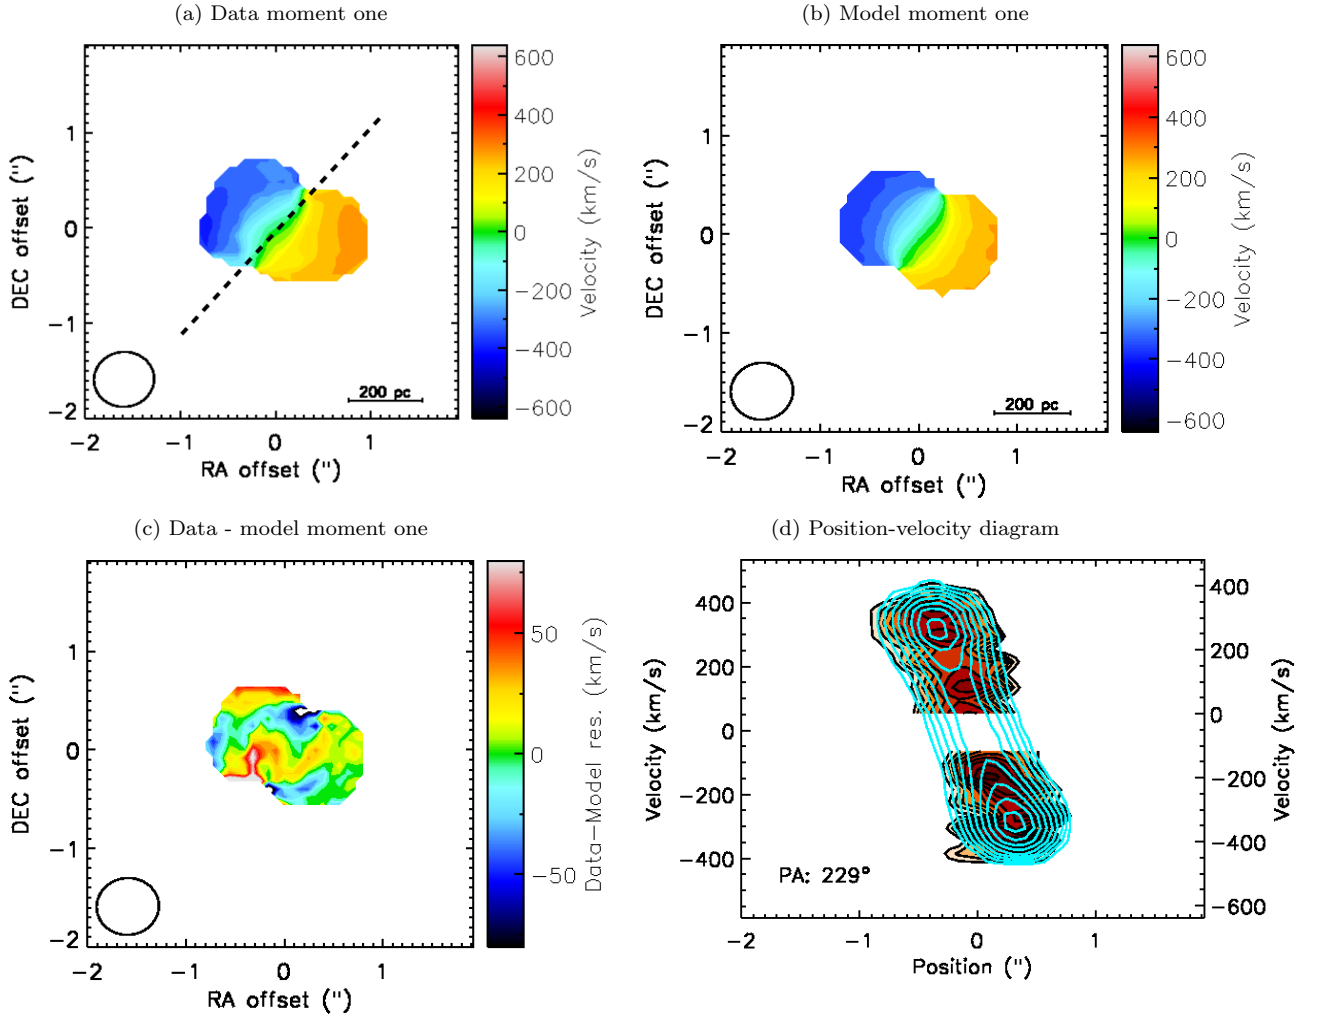 (a) Data moment one
(b) Model moment one
DEC offset (")
1
0
−1
−2
−2
−1
0
1
RA offset (")
200 pc
600
400
200
0
−200
−400
−600
Velocity (km/s)
DEC offset (")
1
0
−1
−2
−2
−1
0
1
RA offset (")
200 pc
600
400
200
0
−200
−400
−600
Velocity (km/s)
(c) Data - model moment one
(d) Position-velocity diagram
DEC offset (")
1
0
−1
−2
−2
−1
0
1
RA offset (")
50
0
−50
Data−Model res. (km/s)
Velocity (km/s)
400
200
0
−200
−400
PA: 229°
−2
−1
0
1
Position (")
400
200
0
−200
−400
−600
Velocity (km/s)